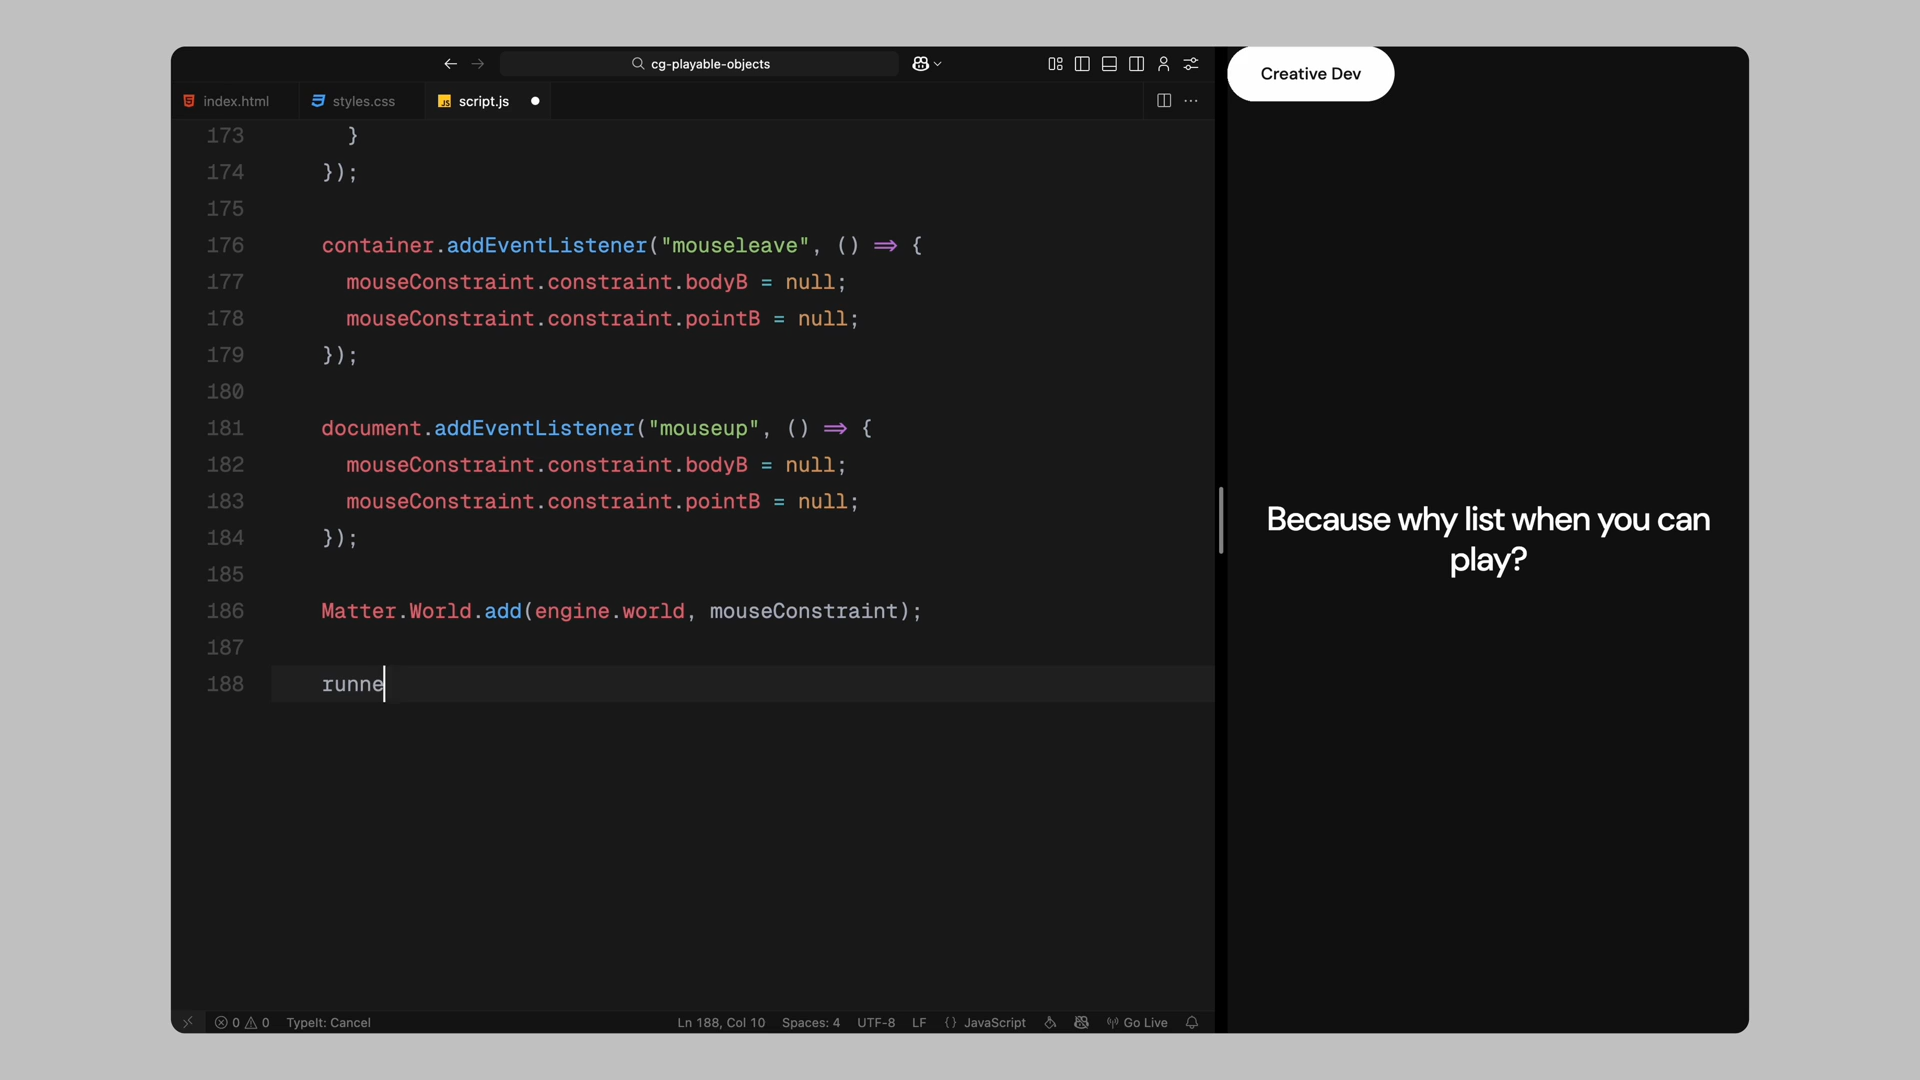 cg-playable-objects
index.html
styles.css
script.js
173 }
174 });
175
176 container.addEventListener("mouseleave", () => {
177 mouseConstraint.constraint.bodyB = null;
178 mouseConstraint.constraint.pointB = null;
179 });
180
181 document.addEventListener("mouseup", () => {
182 mouseConstraint.constraint.bodyB = null;
183 mouseConstraint.constraint.pointB = null;
184 });
185
186 Matter.World.add(engine.world, mouseConstraint);
187
188 runne
0 0 TypeIt: Cancel
Ln 188, Col 10 Spaces: 4 UTF-8 LF {} JavaScript Go Live
Creative Dev
Because why list when you can
play?